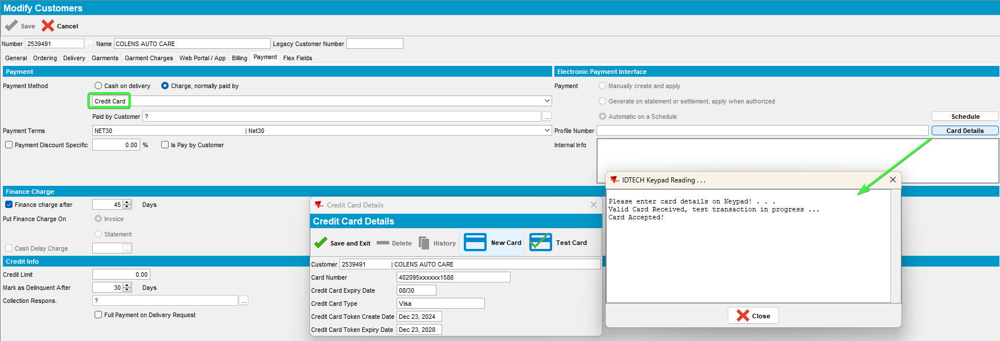 Modify Customers
Save Cancel
Number 2539491 ... Name COLENS AUTO CARE Legacy Customer Number
General Ordering Delivery Garments Garment Charges Web Portal / App Billing Payment Flex Fields
Payment
Payment Method Cash on delivery Charge, normally paid by
Credit Card
Paid by Customer ? ...
Payment Terms NET30 | Net30
Payment Discount Specific 0.00 % Is Pay by Customer
Electronic Payment Interface
Payment Manually create and apply
Generate on statement or settlement, apply when authorized
Automatic on a Schedule Schedule
Profile Number Card Details
Internal Info
Finance Charge
Finance charge after 45 Days
Put Finance Charge On Invoice
Statement
Cash Delay Charge ...
Credit Info
Credit Limit 0.00
Mark as Delinquent After 30 Days
Collection Respons. ? ...
Full Payment on Delivery Request
Credit Card Details
Credit Card Details
Save and Exit Delete History New Card Test Card
Customer 2539491 | COLENS AUTO CARE
Card Number 402095xxxxxx1588
Credit Card Expiry Date 08/30
Credit Card Type Visa
Credit Card Token Create Date Dec 23, 2024
Credit Card Token Expiry Date Dec 23, 2028
IDTECH Keypad Reading . . .
Please enter card details on Keypad! . . .
Valid Card Received, test transaction in progress ...
Card Accepted!
Close